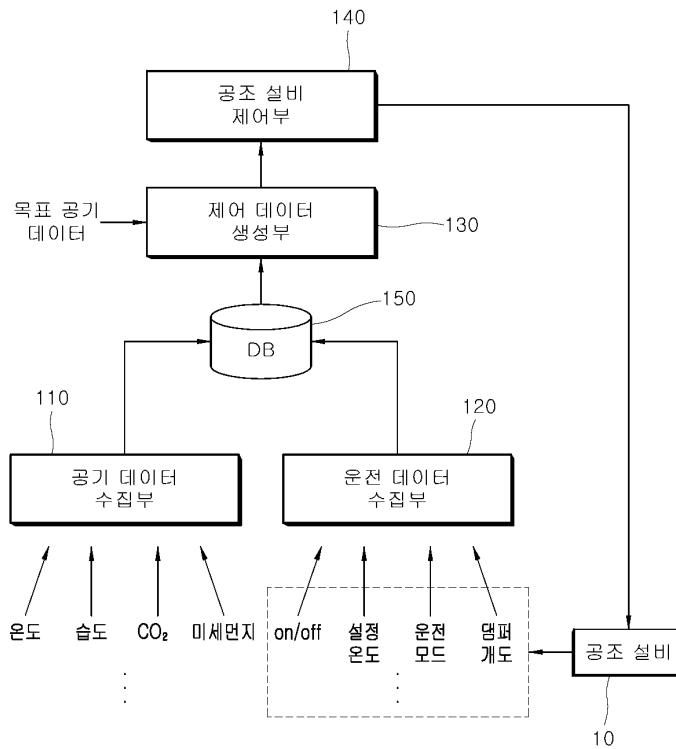 140
공조 설비
제어부
목표 공기
데이터
제어 데이터
생성부
130
150
DB
110
120
공기 데이터
수집부
운전 데이터
수집부
온도
습도
CO₂
미세먼지
on/off
설정
온도
운전
모드
댐퍼
개도
공조 설비
10